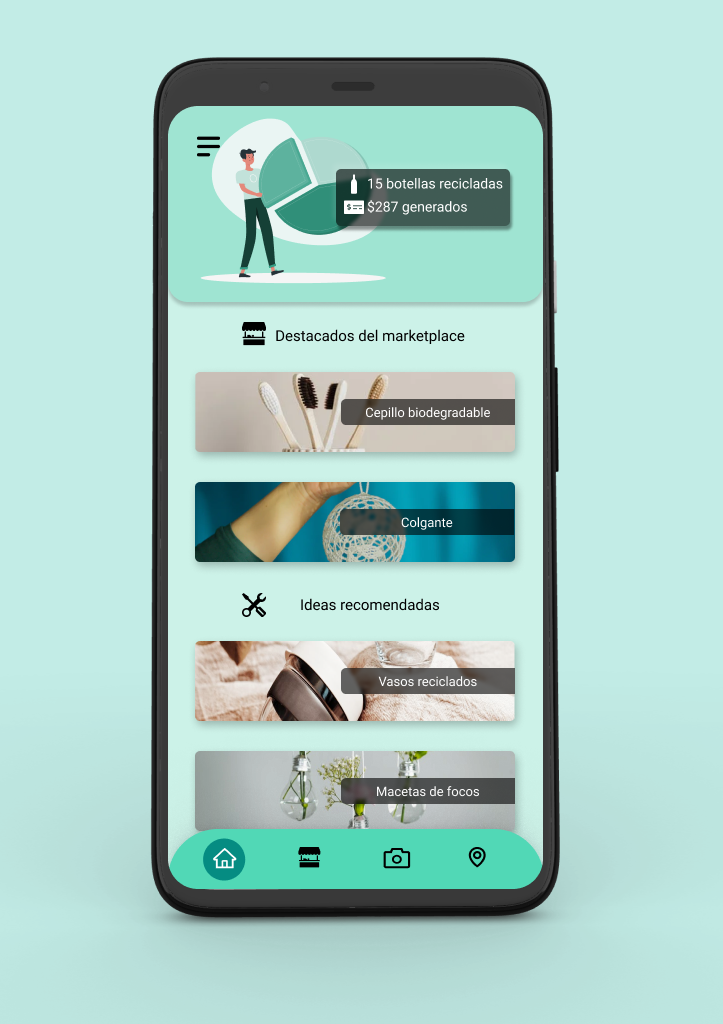 15 botellas recicladas
$287 generados
Destacados del marketplace
Cepillo biodegradable
Colgante
Ideas recomendadas
Vasos reciclados
Macetas de focos